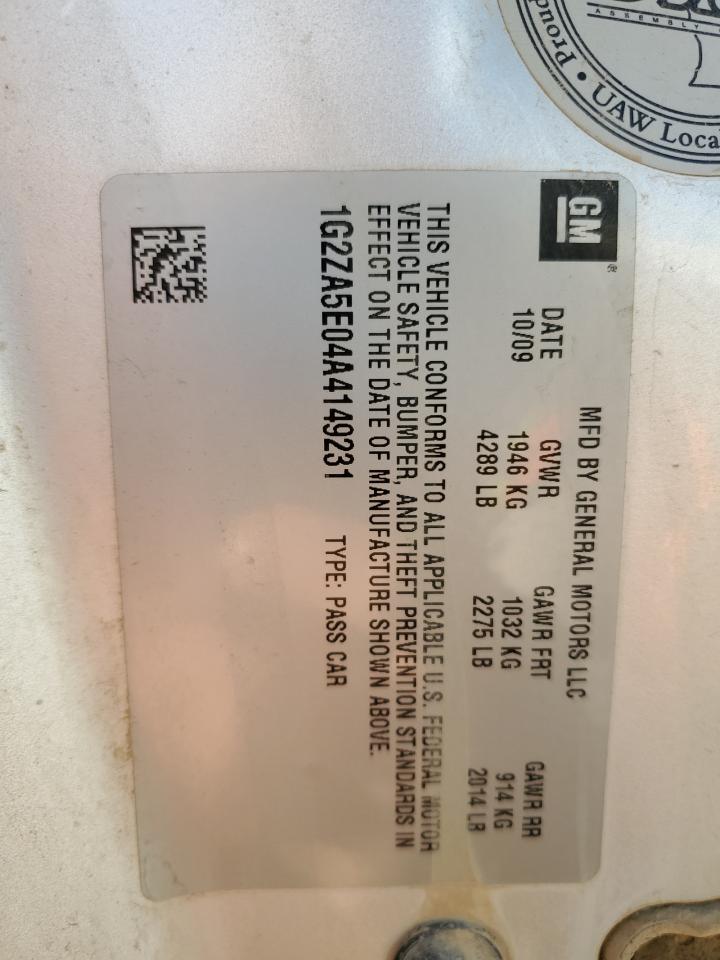 GM
MFD BY GENERAL MOTORS LLC
DATE GVWR GAWR FRT GAWR RR
10/09 1946 KG 1032 KG 914 KG
4289 LB 2275 LB 2014 LB
THIS VEHICLE CONFORMS TO ALL APPLICABLE U.S. FEDERAL MOTOR
VEHICLE SAFETY, BUMPER, AND THEFT PREVENTION STANDARDS IN
EFFECT ON THE DATE OF MANUFACTURE SHOWN ABOVE.
1G2ZA5E04A4149231 TYPE: PASS CAR
ASSEMBLY
• UAW Loca